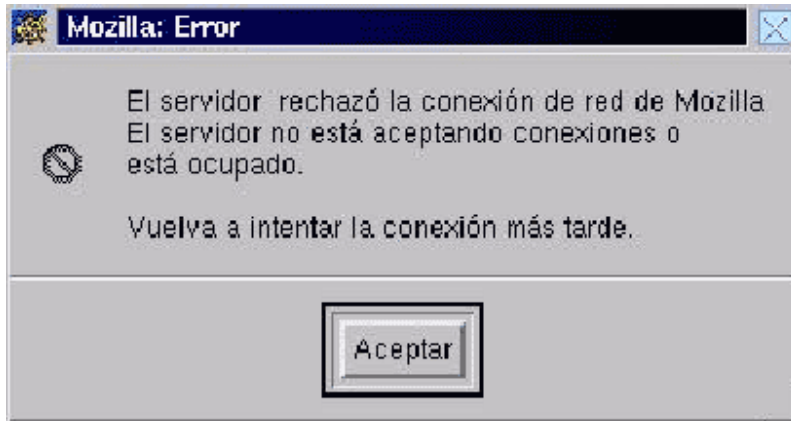 Mozilla: Error
El servidor rechazó la conexión de red de Mozilla
El servidor no está aceptando conexiones o
está ocupado.
Vuelva a intentar la conexión más tarde.
Aceptar